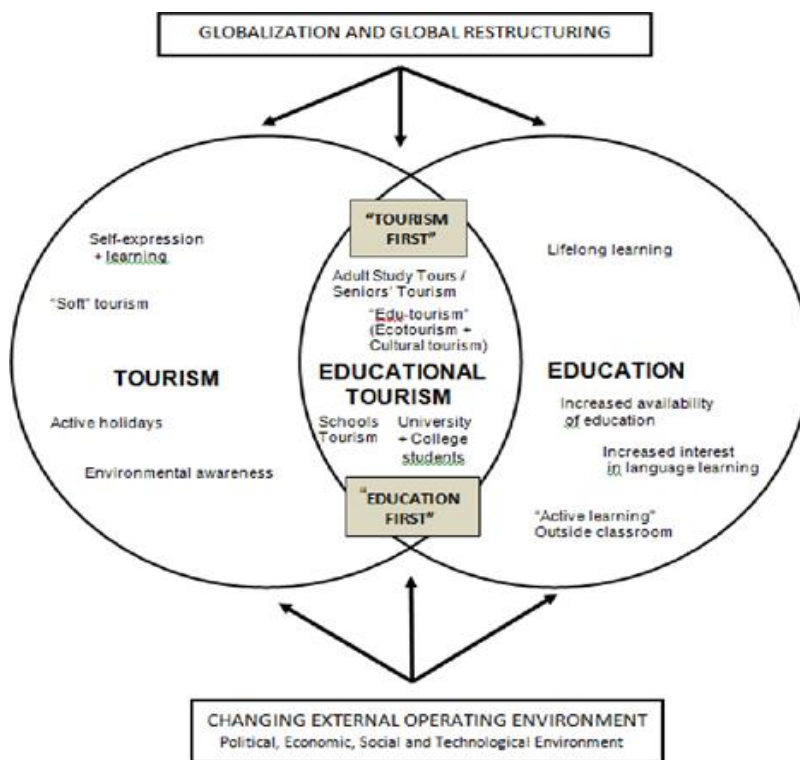 GLOBALIZATION AND GLOBAL RESTRUCTURING
"TOURISM
FIRST"
Self-expression
+ learning
"Soft" tourism
TOURISM
Active holidays
Environmental awareness
Adult Study Tours /
Seniors' Tourism
"Edu-tourism"
(Ecotourism +
Cultural tourism)
EDUCATIONAL
TOURISM
Schools
Tourism
University
+ College
students
"EDUCATION
FIRST"
Lifelong learning
EDUCATION
Increased availability
of education
Increased interest
in language learning
"Active learning"
Outside classroom
CHANGING EXTERNAL OPERATING ENVIRONMENT
Political, Economic, Social and Technological Environment